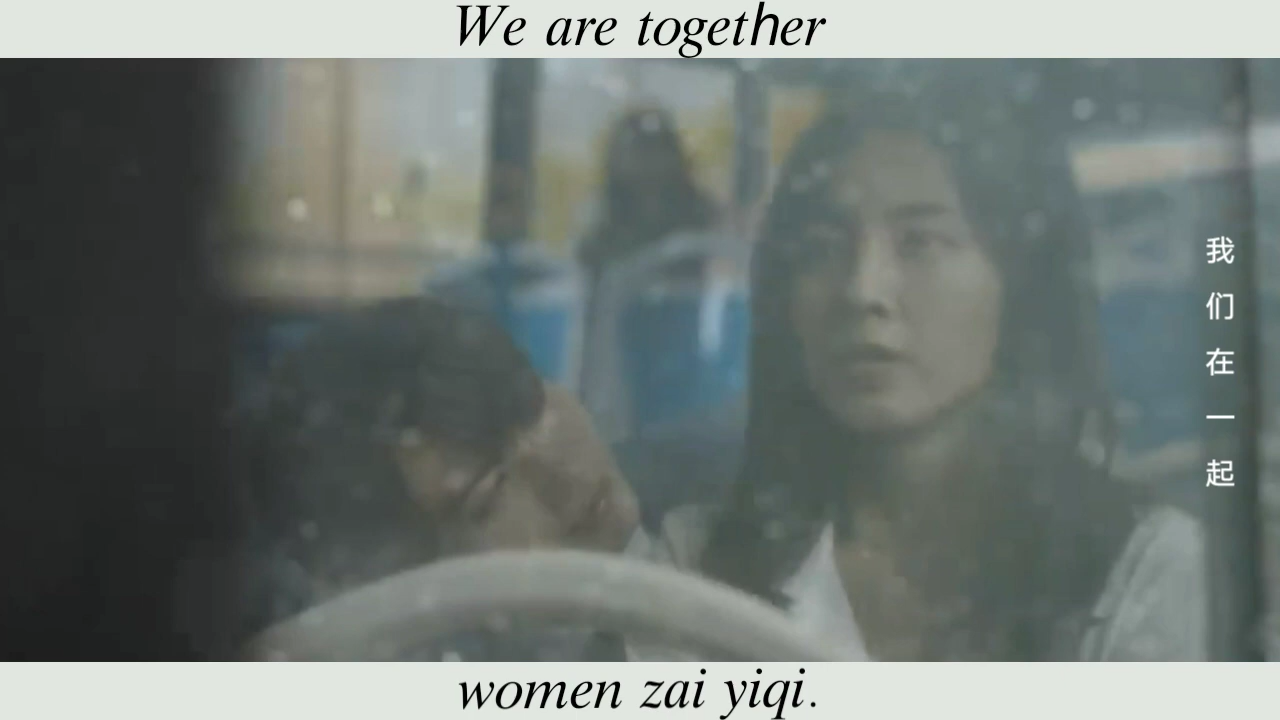 We are together
我们在一起
women zai yiqi.